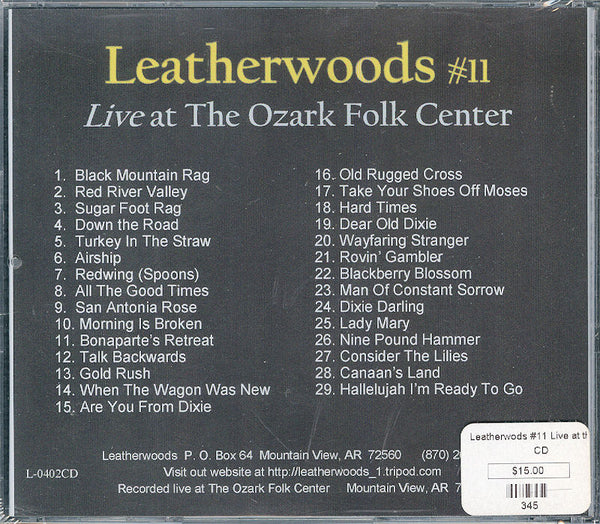 Leatherwoods #11
Live at The Ozark Folk Center
1. Black Mountain Rag
2. Red River Valley
3. Sugar Foot Rag
4. Down the Road
5. Turkey In The Straw
6. Airship
7. Redwing (Spoons)
8. All The Good Times
9. San Antonia Rose
10. Morning Is Broken
11. Bonaparte's Retreat
12. Talk Backwards
13. Gold Rush
14. When The Wagon Was New
15. Are You From Dixie
16. Old Rugged Cross
17. Take Your Shoes Off Moses
18. Hard Times
19. Dear Old Dixie
20. Wayfaring Stranger
21. Rovin' Gambler
22. Blackberry Blossom
23. Man Of Constant Sorrow
24. Dixie Darling
25. Lady Mary
26. Nine Pound Hammer
27. Consider The Lilies
28. Canaan's Land
29. Hallelujah I'm Ready To Go
Leatherwoods P. O. Box 64 Mountain View, AR 72560 (870) 
L-0402CD
Visit out website at http://leatherwoods_1.tripod.com
Recorded live at The Ozark Folk Center Mountain View, AR
Leatherwods #11 Live at th
CD
$15.00
345